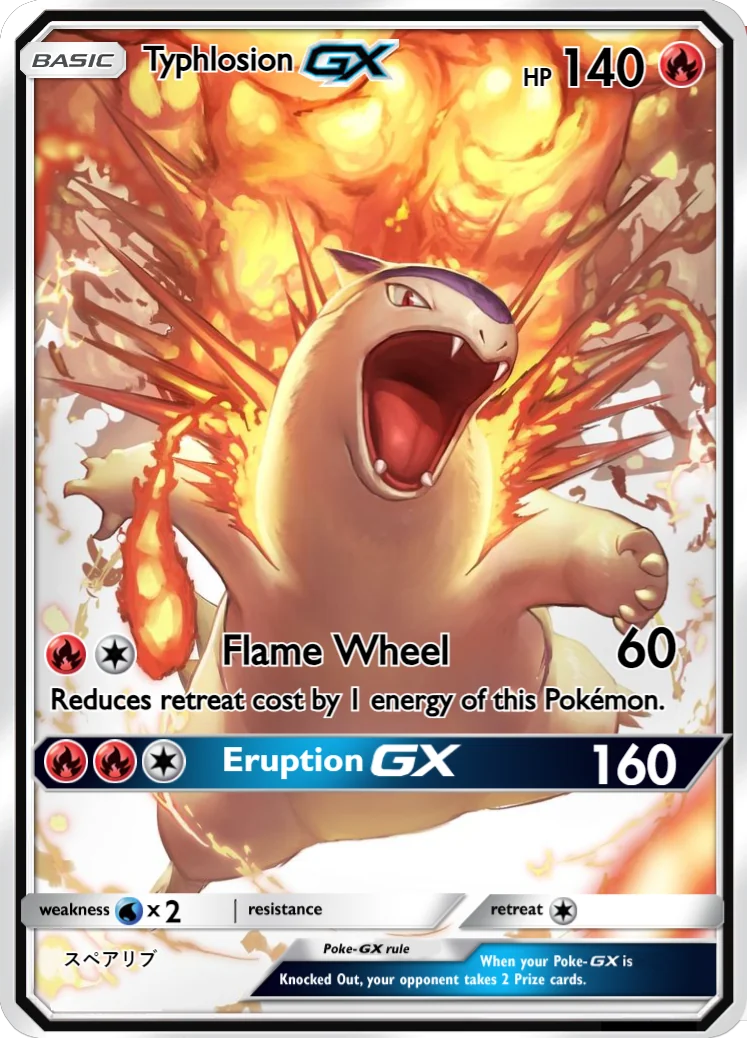 BASIC Typhlosion GX HP 140
Flame Wheel 60
Reduces retreat cost by 1 energy of this Pokémon.
Eruption GX 160
weakness x2 resistance retreat
スペアリブ
Poke-GX rule
When your Poke-GX is
Knocked Out, your opponent takes 2 Prize cards.